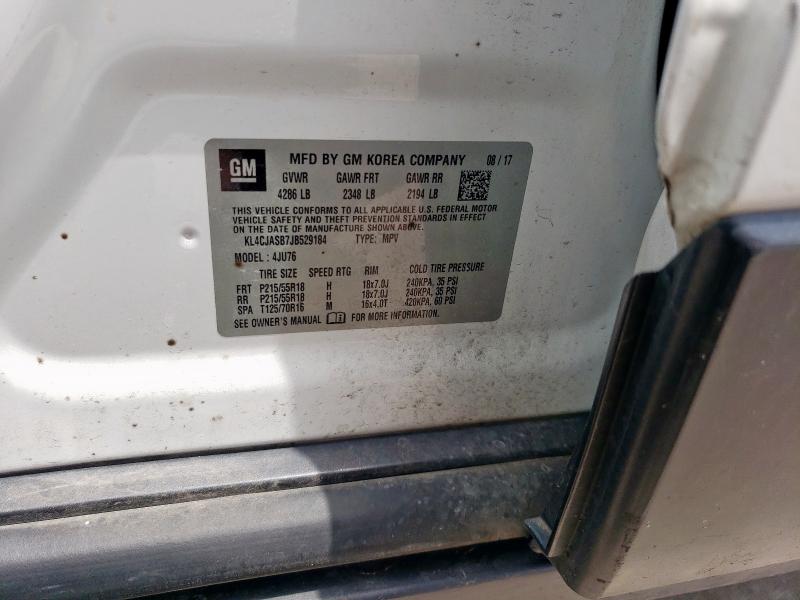 GM MFD BY GM KOREA COMPANY 08 / 17
GVWR GAWR FRT GAWR RR
4286 LB 2348 LB 2194 LB
THIS VEHICLE CONFORMS TO ALL APPLICABLE U.S. FEDERAL MOTOR
VEHICLE SAFETY AND THEFT PREVENTION STANDARDS IN EFFECT
ON THE DATE OF MANUFACTURE SHOWN ABOVE.
KL4CJASB7JB529184 TYPE: MPV
MODEL : 4JU76
TIRE SIZE SPEED RTG RIM COLD TIRE PRESSURE
FRT P215/55R18 H 18x7.0J 240KPA, 35 PSI
RR P215/55R18 H 18x7.0J 240KPA, 35 PSI
SPA T125/70R16 M 16x4.0T 420KPA, 60 PSI
SEE OWNER'S MANUAL FOR MORE INFORMATION.